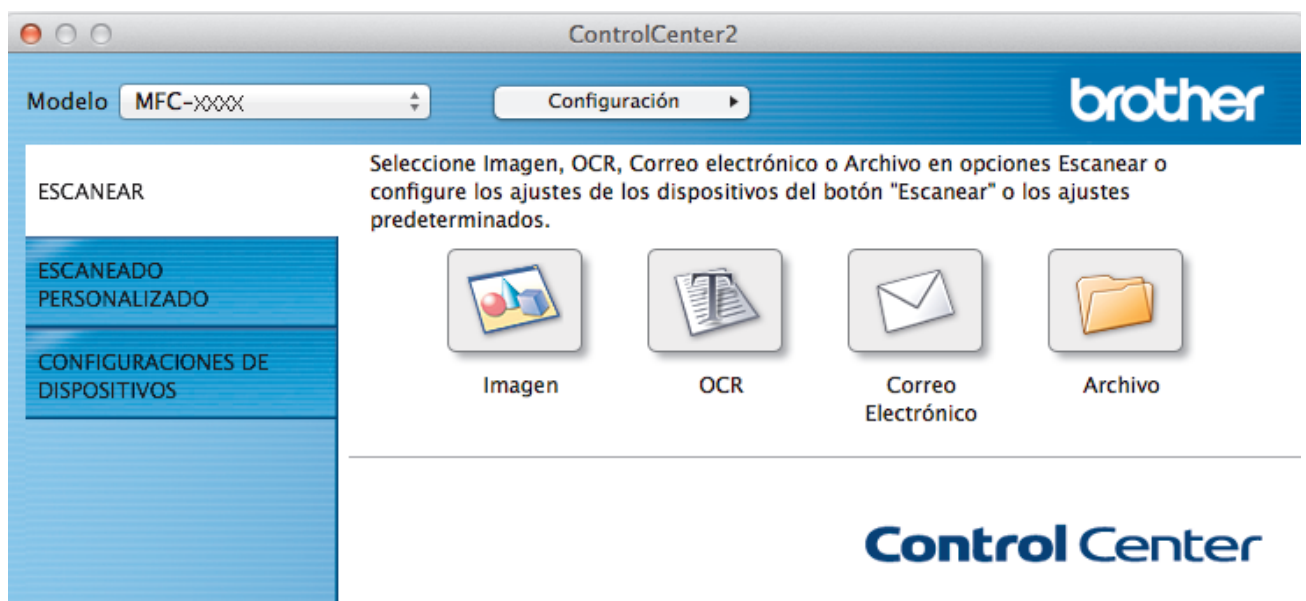 ControlCenter2
Modelo MFC-XXXX Configuración
brother
ESCANEAR
ESCANEADO
PERSONALIZADO
CONFIGURACIONES DE
DISPOSITIVOS
Seleccione Imagen, OCR, Correo electrónico o Archivo en opciones Escanear o
configure los ajustes de los dispositivos del botón "Escanear" o los ajustes
predeterminados.
Imagen
OCR
Correo
Electrónico
Archivo
Control Center